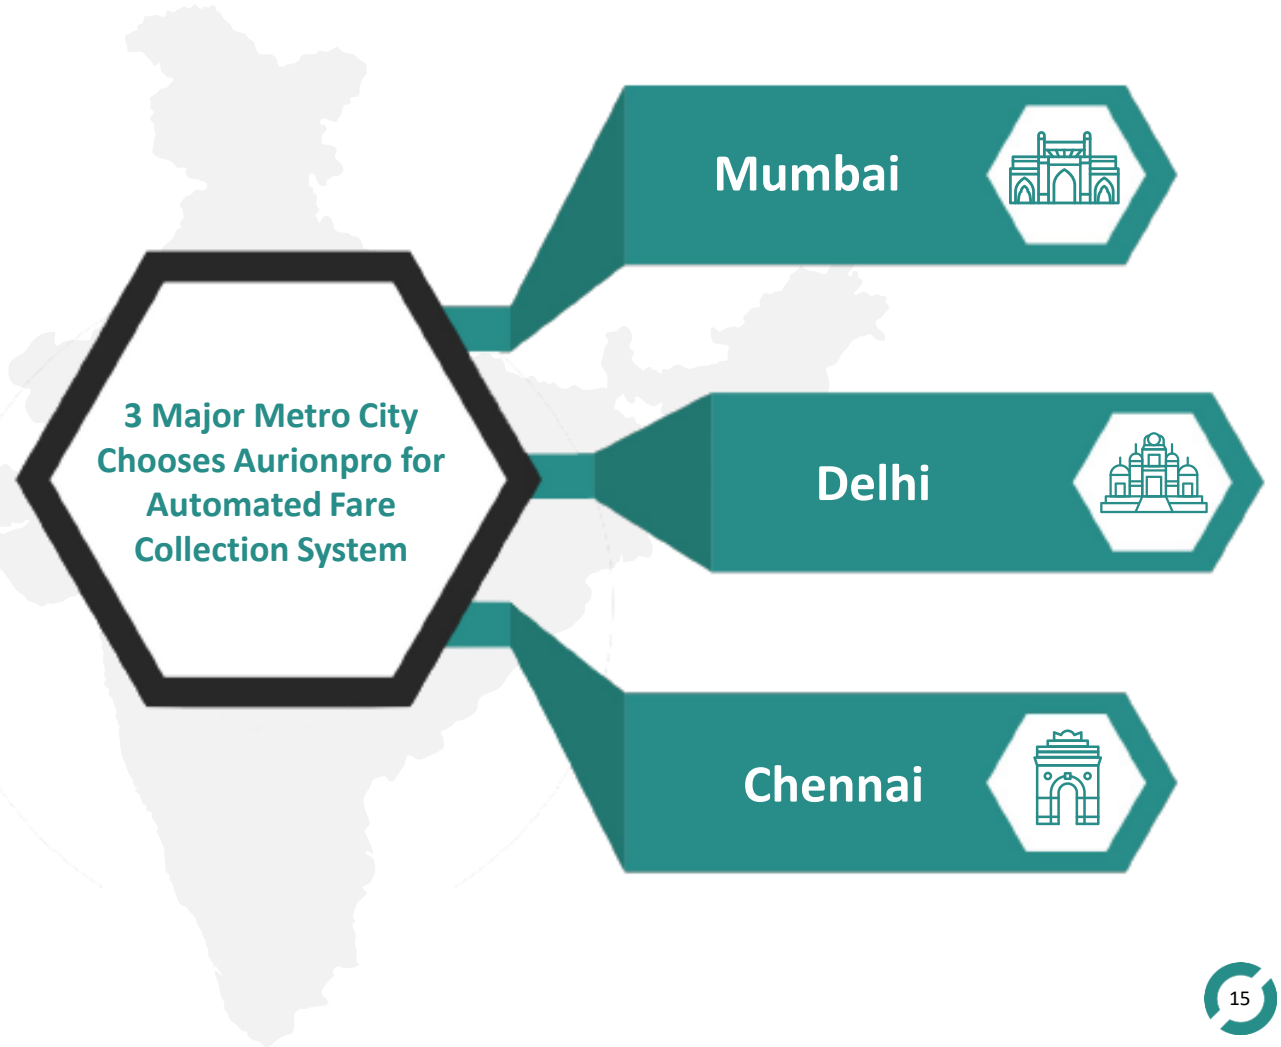 3 Major Metro City
Chooses Aurionpro for
Automated Fare
Collection System
Mumbai
Delhi
Chennai
15